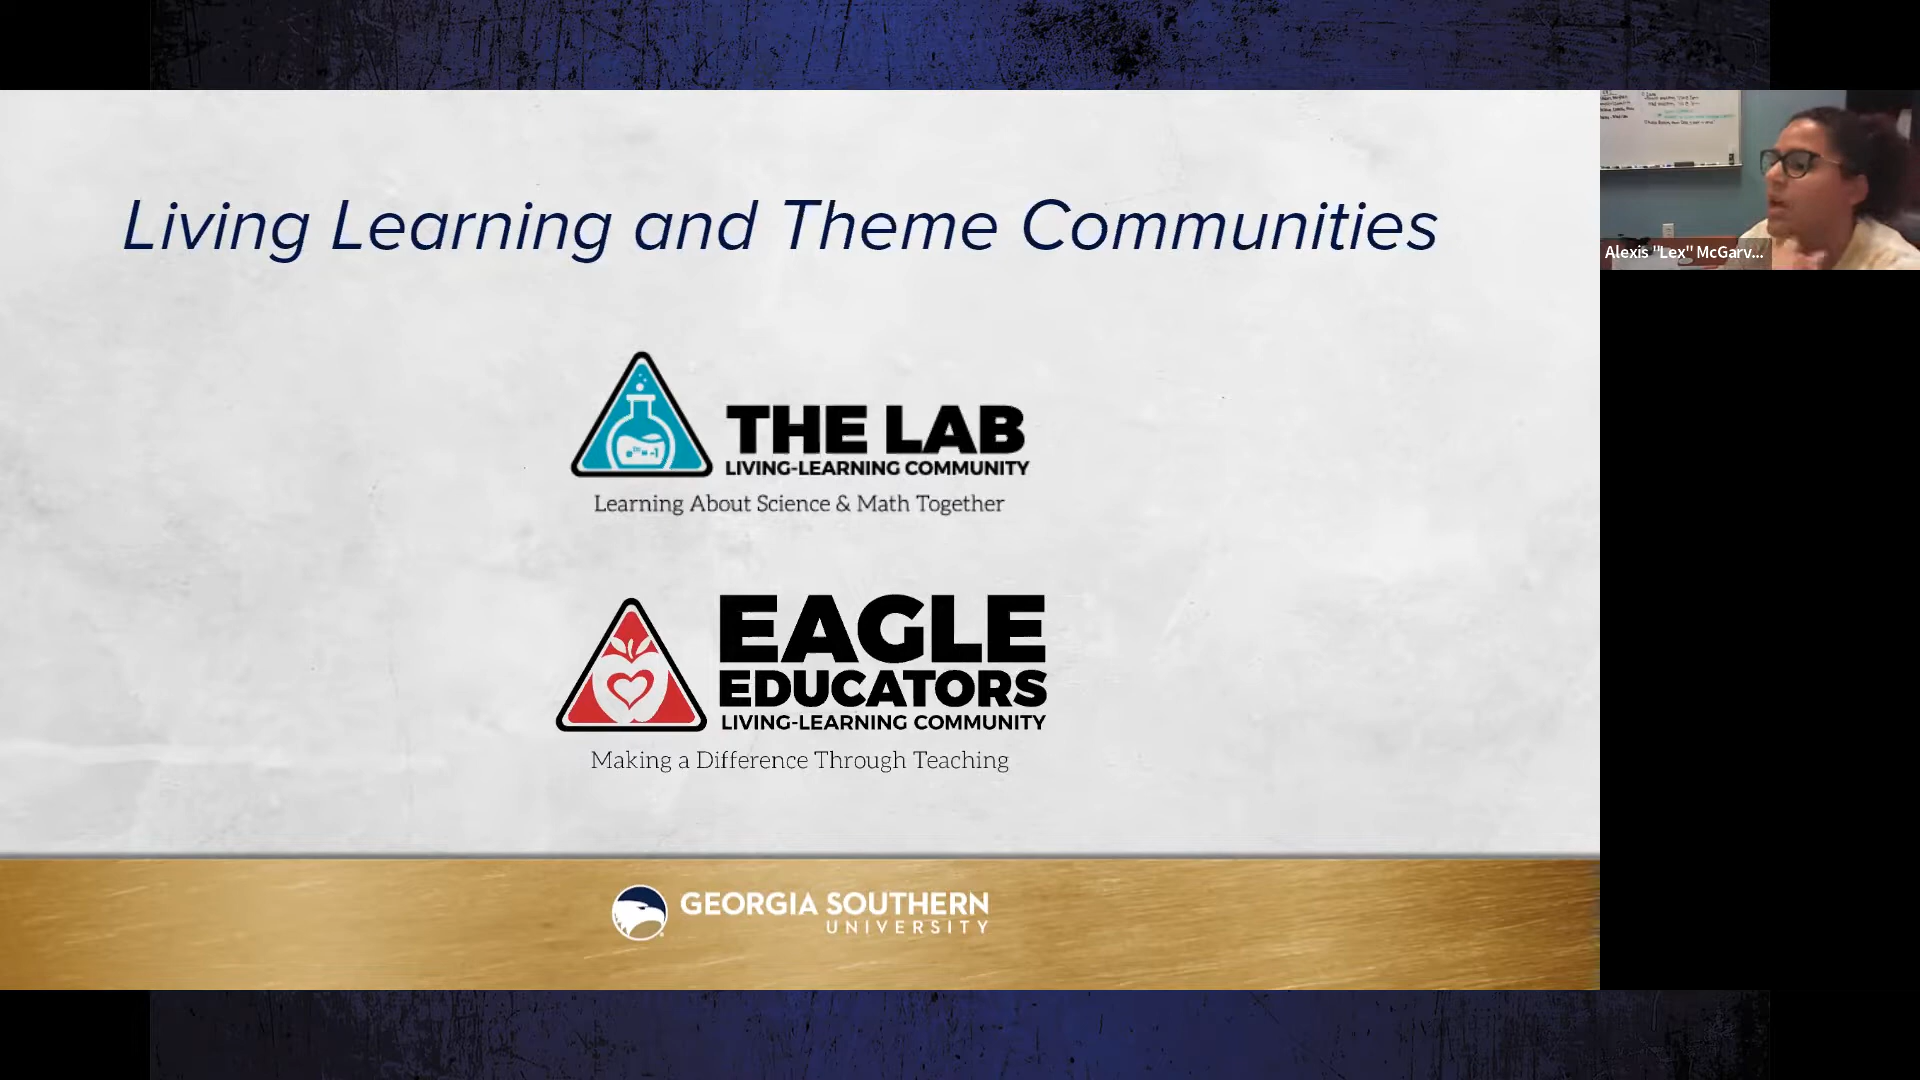 Living Learning and Theme Communities
THE LAB
LIVING-LEARNING COMMUNITY
Learning About Science & Math Together
EAGLE
EDUCATORS
LIVING-LEARNING COMMUNITY
Making a Difference Through Teaching
GEORGIA SOUTHERN
UNIVERSITY
Alexis "Lex" McGarv...